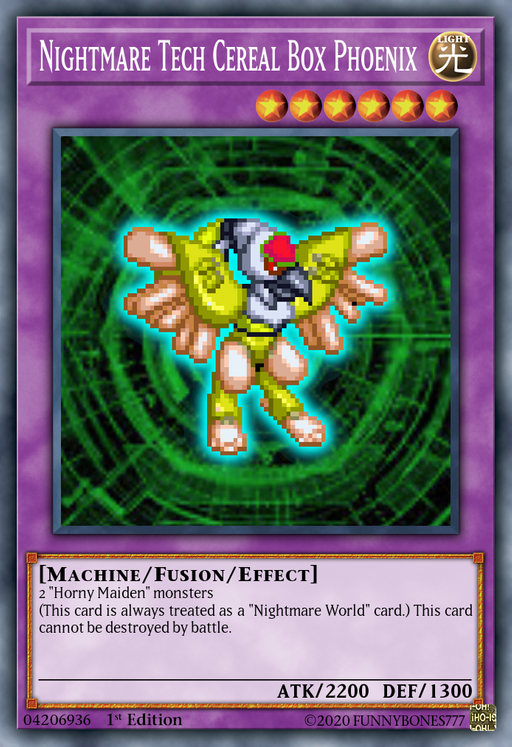 Nightmare Tech Cereal Box Phoenix
LIGHT
光
[Machine/Fusion/Effect]
2 "Horny Maiden" monsters
(This card is always treated as a "Nightmare World" card.) This card
cannot be destroyed by battle.
ATK/2200 DEF/1300
04206936 1st Edition ©2020 FUNNYBONES777